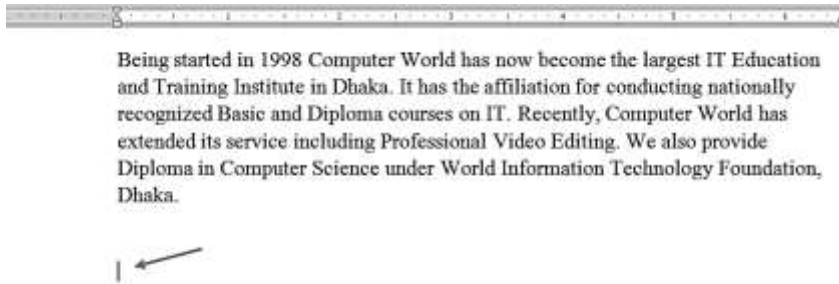 Being started in 1998 Computer World has now become the largest IT Education
and Training Institute in Dhaka. It has the affiliation for conducting nationally
recognized Basic and Diploma courses on IT. Recently, Computer World has
extended its service including Professional Video Editing. We also provide
Diploma in Computer Science under World Information Technology Foundation,
Dhaka.